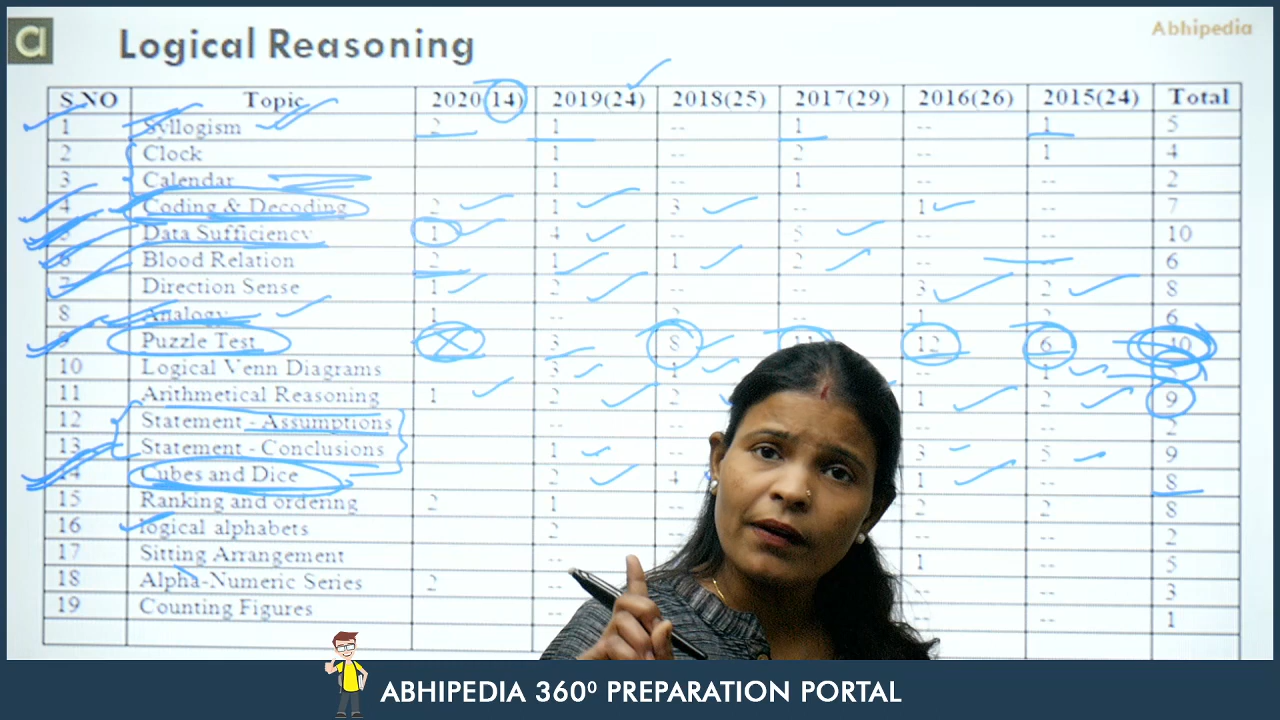 a Logical Reasoning Abhipedia
S.NO Topic 2020(14) 2019(24) 2018(25) 2017(29) 2016(26) 2015(24) Total
1 Syllogism 2 1 -- 1 -- 1 5
2 Clock 1 -- 2 -- 1 4
3 Calendar 1 -- 1 -- -- 2
4 Coding & Decoding 2 1 3 -- 1 -- 7
5 Data Sufficiency 1 4 -- 5 -- -- 10
6 Blood Relation 2 1 1 2 -- 6
7 Direction Sense 1 2 -- -- 3 2 8
8 Analogy 1 -- 2 -- 1 2 6
9 Puzzle Test 3 8 11 12 6 40
10 Logical Venn Diagrams 3 1 -- 1
11 Arithmetical Reasoning 1 2 2 1 2 9
12 Statement - Assumptions -- -- -- -- 2
13 Statement - Conclusions 1 -- 3 5 9
14 Cubes and Dice 2 4 1 -- 8
15 Ranking and ordering 2 1 2 2 8
16 logical alphabets 2 -- -- 2
17 Sitting Arrangement -- 1 -- 5
18 Alpha-Numeric Series 2 -- -- -- 3
19 Counting Figures -- -- -- 1
ABHIPEDIA 360⁰ PREPARATION PORTAL